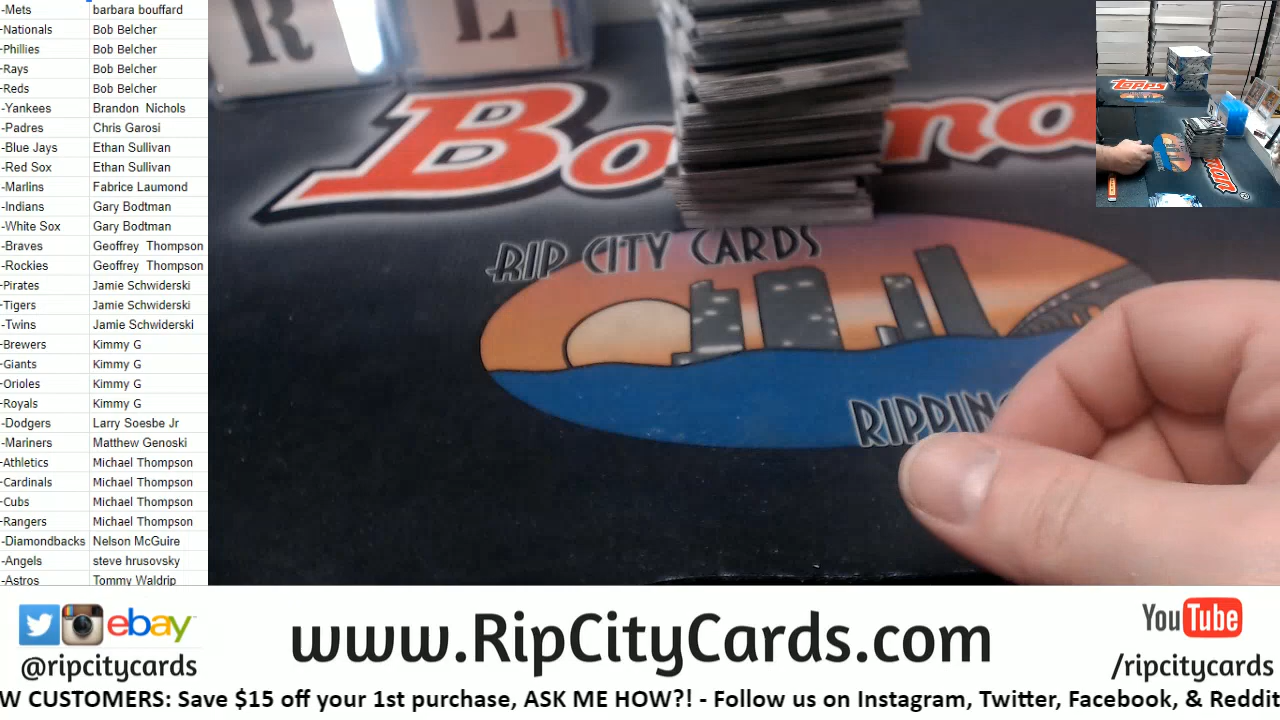 -Mets barbara bouffard
-Nationals Bob Belcher
-Phillies Bob Belcher
-Rays Bob Belcher
-Reds Bob Belcher
-Yankees Brandon Nichols
-Padres Chris Garosi
-Blue Jays Ethan Sullivan
-Red Sox Ethan Sullivan
-Marlins Fabrice Laumond
-Indians Gary Bodtman
-White Sox Gary Bodtman
-Braves Geoffrey Thompson
-Rockies Geoffrey Thompson
-Pirates Jamie Schwiderski
-Tigers Jamie Schwiderski
-Twins Jamie Schwiderski
-Brewers Kimmy G
-Giants Kimmy G
-Orioles Kimmy G
-Royals Kimmy G
-Dodgers Larry Soesbe Jr
-Mariners Matthew Genoski
-Athletics Michael Thompson
-Cardinals Michael Thompson
-Cubs Michael Thompson
-Rangers Michael Thompson
-Diamondbacks Nelson McGuire
-Angels steve hrusovsky
-Astros Tommy Waldrip
R L
Bo na
RIP CITY CARDS
RIPPIN
Topps
man
ebay
@ripcitycards
www.RipCityCards.com
YouTube
/ripcitycards
W CUSTOMERS: Save $15 off your 1st purchase, ASK ME HOW?! - Follow us on Instagram, Twitter, Facebook, & Reddit